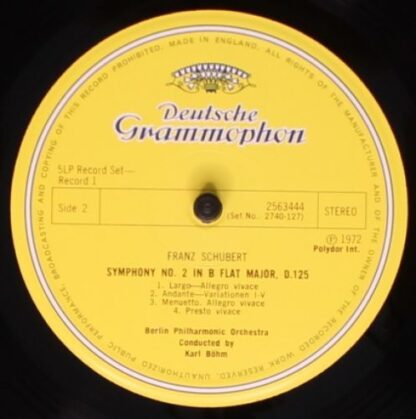 MADE IN ENGLAND. ALL RIGHTS OF THE MANUFACTURER AND OF THE OWNER OF THE RECORDED WORK RESERVED. UNAUTHORIZED PUBLIC PERFORMANCE, BROADCASTING AND COPYING OF THIS RECORD PROHIBITED.
Deutsche
Grammophon
5LP Record Set—
Record 1
Side 2
2563444
(Set No.: 2740-127)
STEREO
℗ 1972
Polydor Int.
FRANZ SCHUBERT
SYMPHONY NO. 2 IN B FLAT MAJOR, D.125
1. Largo—Allegro vivace
2. Andante—Variationen I-V
3. Menuetto. Allegro vivace
4. Presto vivace
Berlin Philharmonic Orchestra
Conducted by
Karl Böhm